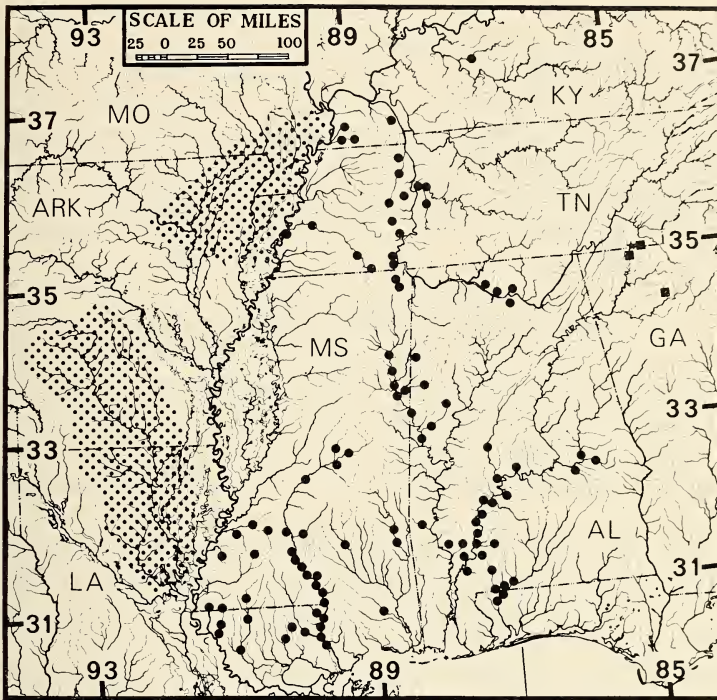 SCALE OF MILES
25 0 25 50 100
93
89
85
37
KY
MO
37
ARK.
TN
35
35
MS
GA
33
33
AL
LA
31
31
93
89
85